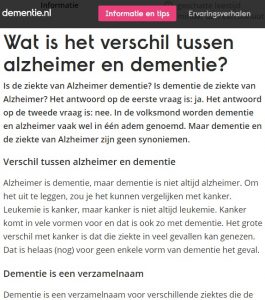 dementie.nl
Informatie en tips
Ervaringsverhalen
Wat is het verschil tussen
alzheimer en dementie?
Is de ziekte van Alzheimer dementie? Is dementie de ziekte van
Alzheimer? Het antwoord op de eerste vraag is: ja. Het antwoord
op de tweede vraag is: nee. In de volksmond worden dementie
en alzheimer vaak wel in één adem genoemd. Maar dementie en
de ziekte van Alzheimer zijn geen synoniemen.
Verschil tussen alzheimer en dementie
Alzheimer is dementie, maar dementie is niet altijd alzheimer. Om
het uit te leggen, zou je het kunnen vergelijken met kanker.
Leukemie is kanker, maar kanker is niet altijd leukemie. Kanker
komt in vele vormen voor en dat is ook zo met dementie. Het grote
verschil met kanker is dat die ziekte in veel gevallen kan genezen.
Dat is helaas (nog) voor geen enkele vorm van dementie het geval.
Dementie is een verzamelnaam
Dementie is een verzamelnaam voor verschillende ziektes die de